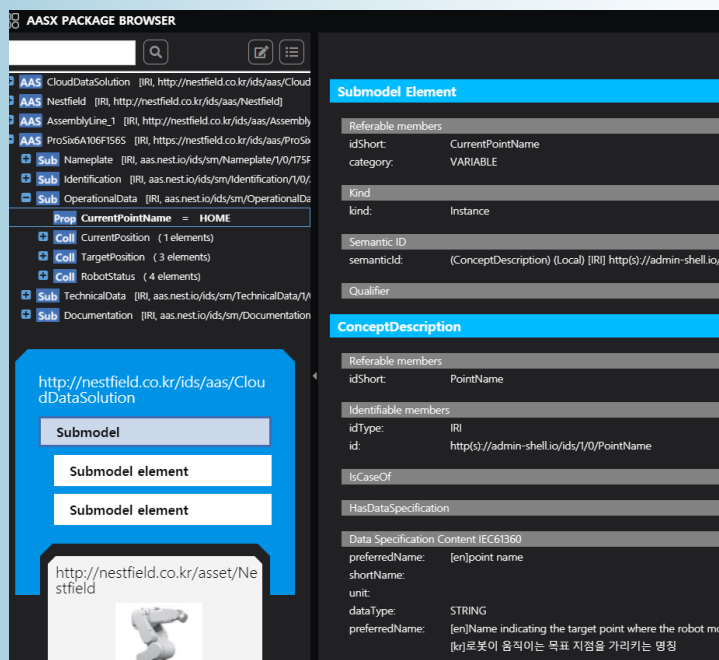 AASX PACKAGE BROWSER
AAS CloudDataSolution [IRI, http://nestfield.co.kr/ids/aas/Cloud
AAS Nestfield [IRI, http://nestfield.co.kr/ids/aas/Nestfield]
AAS AssemblyLine_1 [IRI, http://nestfield.co.kr/ids/aas/Assembly
AAS ProSix6A106F156S [IRI, https://nestfield.co.kr/ids/aas/ProSix
Sub Nameplate [IRI, aas.nest.io/ids/sm/Nameplate/1/0/175F
Sub Identification [IRI, aas.nest.io/ids/sm/Identification/1/0/
Sub OperationalData [IRI, aas.nest.io/ids/sm/OperationalDa
Prop CurrentPointName = HOME
Coll CurrentPosition (1 elements)
Coll TargetPosition (3 elements)
Coll RobotStatus (4 elements)
Sub TechnicalData [IRI, aas.nest.io/ids/sm/TechnicalData/1/
Sub Documentation [IRI, aas.nest.io/ids/sm/Documentation
http://nestfield.co.kr/ids/aas/Clou
dDataSolution
Submodel
Submodel element
Submodel element
http://nestfield.co.kr/asset/Ne
stfield
Submodel Element
Referable members
idShort: CurrentPointName
category: VARIABLE
Kind
kind: Instance
Semantic ID
semanticId: (ConceptDescription) (Local) [IRI] http(s)://admin-shell.io/
Qualifier
ConceptDescription
Referable members
idShort: PointName
Identifiable members
idType: IRI
id: http(s)://admin-shell.io/ids/1/0/PointName
IsCaseOf
HasDataSpecification
Data Specification Content IEC61360
preferredName: [en]point name
shortName:
unit:
dataType: STRING
preferredName: [en]Name indicating the target point where the robot mo
[kr]로봇이 움직이는 목표 지점을 가리키는 명칭